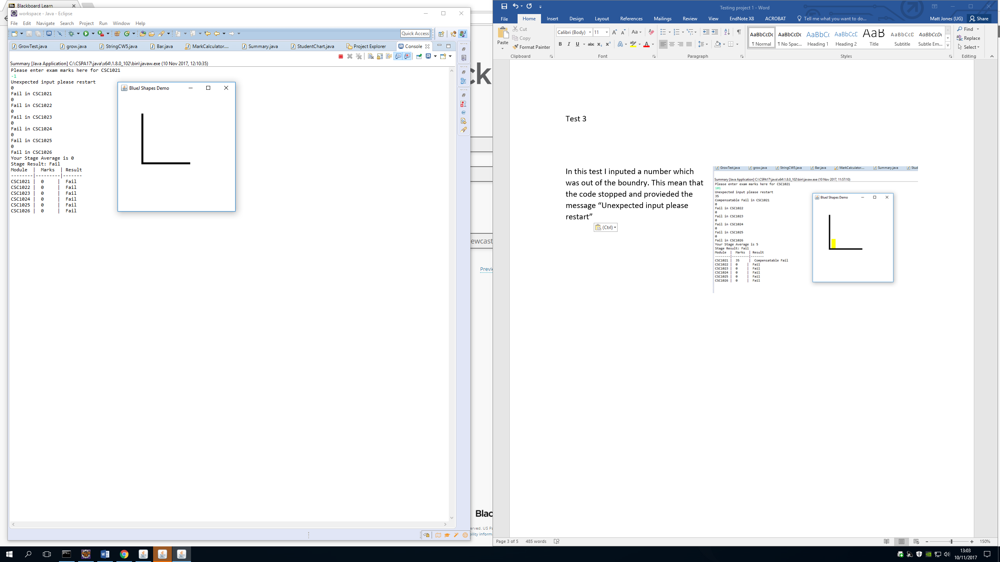 Blackboard Learn
workspace - Java - Eclipse
File Edit Navigate Search Project Run Window Help
Quick Access
GrowTest.java grow.java StringCW5.java Bar.java MarkCalculator.... Summary.java StudentChart.java Project Explorer Console
Summary [Java Application] C:\CSPA17\java\x64\1.8.0_102\bin\javaw.exe (10 Nov 2017, 12:10:35)
Please enter exam marks here for CSC1021
-1
Unexpected input please restart
0
Fail in CSC1021
0
Fail in CSC1022
0
Fail in CSC1023
0
Fail in CSC1024
0
Fail in CSC1025
0
Fail in CSC1026
Your Stage Average is 0
Stage Result: Fail
Module | Marks | Result
--------|---------|-------
CSC1021 | 0 | Fail
CSC1022 | 0 | Fail
CSC1023 | 0 | Fail
CSC1024 | 0 | Fail
CSC1025 | 0 | Fail
CSC1026 | 0 | Fail
BlueJ Shapes Demo
ck
ewcast
Previe
Blac
erved. US Pa
bility inform
Testing project 1 - Word
File Home Insert Design Layout References Mailings Review View EndNote X8 ACROBAT Tell me what you want to do... Matt Jones (UG) Share
Paste
Cut
Copy
Format Painter
Calibri (Body) 11
AaBbCcDc AaBbCcDc AaBbCc AaBbCcD AaB AaBbCcD AaBbCcDc
¶ Normal ¶ No Spac... Heading 1 Heading 2 Title Subtitle Subtle Em...
Find
Replace
Select
Clipboard Font Paragraph Styles Editing
Test 3
In this test I inputed a number which
was out of the boundry. This mean that
the code stopped and provieded the
message “Unexpected input please
restart”
(Ctrl)
GrowTest.java grow.java StringCW5.java Bar.java MarkCalculator.... Summary.java Stud
Summary [Java Application] C:\CSPA17\java\x64\1.8.0_102\bin\javaw.exe (10 Nov 2017, 11:57:10)
Please enter exam marks here for CSC1021
101
Unexpected input please restart
35
Compensatable Fail in CSC1021
0
Fail in CSC1022
0
Fail in CSC1023
0
Fail in CSC1024
0
Fail in CSC1025
0
Fail in CSC1026
Your Stage Average is 5
Stage Result: Fail
Module | Marks | Result
--------|---------|-------
CSC1021 | 35 | Compensatable Fail
CSC1022 | 0 | Fail
CSC1023 | 0 | Fail
CSC1024 | 0 | Fail
CSC1025 | 0 | Fail
CSC1026 | 0 | Fail
BlueJ Shapes Demo
Page 3 of 5 485 words
150%
13:03
10/11/2017